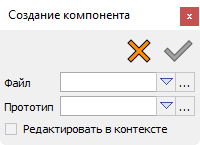 Создание компонента
Файл
...
Прототип
...
Редактировать в контексте